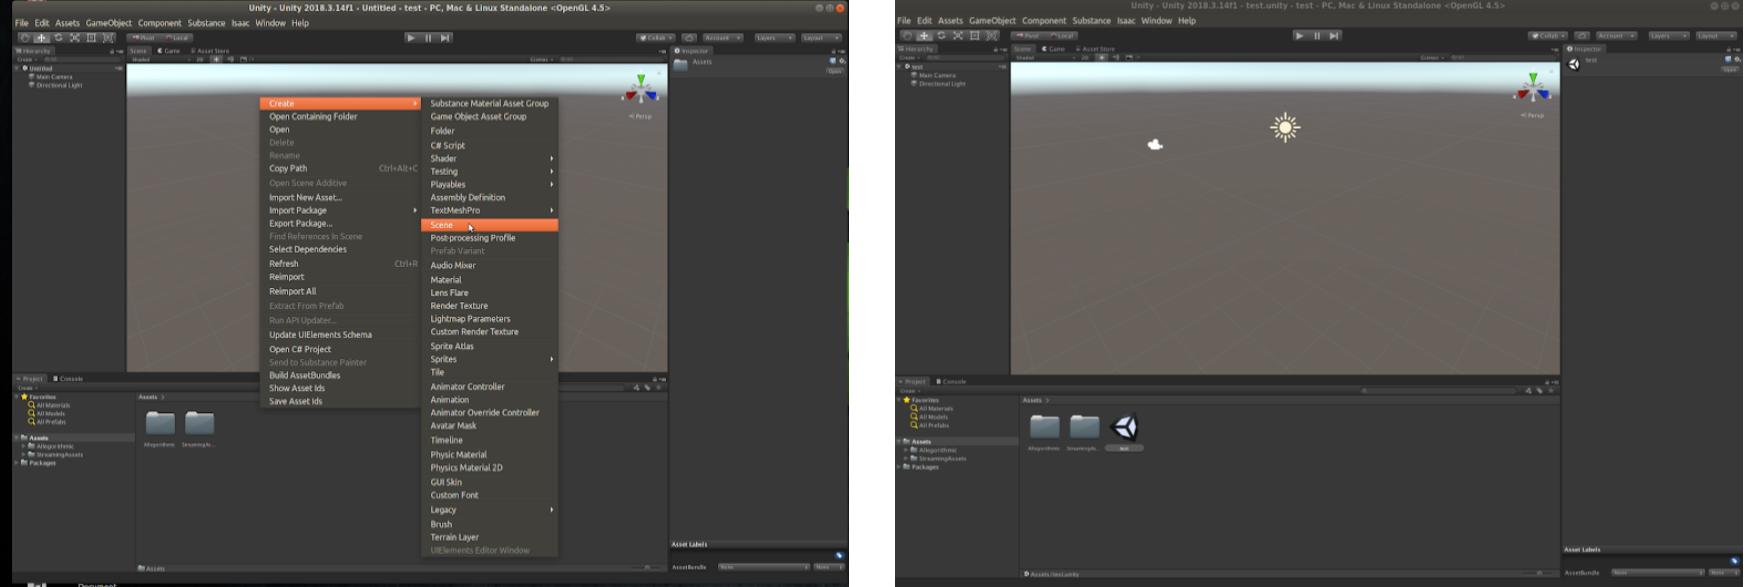 Unity - Unity 2018.3.14f1 - Untitled - test - PC, Mac & Linux Standalone <OpenGL 4.5>
File Edit Assets GameObject Component Substance Isaac Window Help
Pivot Local
Collab Account Layers Layout
Hierarchy
Scene Game Asset Store
Inspector
Create
Shaded 2D Gizmos
Untitled
Main Camera
Directional Light
Assets
Open
Persp
Create
Open Containing Folder
Open
Delete
Rename
Copy Path Ctrl+Alt+C
Open Scene Additive
Import New Asset...
Import Package
Export Package...
Find References In Scene
Select Dependencies
Refresh Ctrl+R
Reimport
Reimport All
Extract From Prefab
Run API Updater...
Update UIElements Schema
Open C# Project
Send to Substance Painter
Build AssetBundles
Show Asset Ids
Save Asset Ids
Substance Material Asset Group
Game Object Asset Group
Folder
C# Script
Shader
Testing
Playables
Assembly Definition
TextMeshPro
Scene
Post-processing Profile
Prefab Variant
Audio Mixer
Material
Lens Flare
Render Texture
Lightmap Parameters
Custom Render Texture
Sprite Atlas
Sprites
Tile
Animator Controller
Animation
Animator Override Controller
Avatar Mask
Timeline
Physic Material
Physics Material 2D
GUI Skin
Custom Font
Legacy
Brush
Terrain Layer
UIElements Editor Window
Project Console
Create
Favorites
All Materials
All Models
All Prefabs
Assets
Allegorithmic
StreamingAssets
Packages
Assets
Allegorithmic StreamingAs...
Assets
Asset Labels
AssetBundle None None
Unity - Unity 2018.3.14f1 - test.unity - test - PC, Mac & Linux Standalone <OpenGL 4.5>
File Edit Assets GameObject Component Substance Isaac Window Help
Pivot Local
Collab Account Layers Layout
Hierarchy
Scene Game Asset Store
Inspector
Create
Shaded 2D Gizmos
test
Main Camera
Directional Light
test
Open
Persp
Project Console
Create
Favorites
All Materials
All Models
All Prefabs
Assets
Allegorithmic
StreamingAssets
Packages
Assets
Allegorithmic StreamingAs... test
Assets/test.unity
Asset Labels
AssetBundle None None